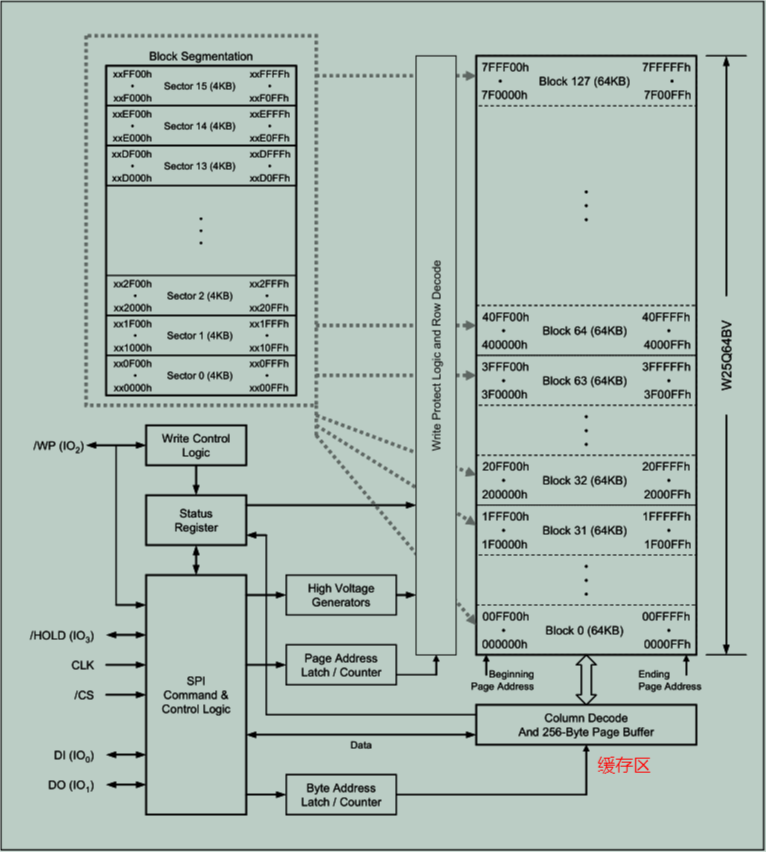 Block Segmentation
xxFF00h xxFFFFh
Sector 15 (4KB)
xxF000h xxF0FFh
xxEF00h xxEFFFh
Sector 14 (4KB)
xxE000h xxE0FFh
xxDF00h xxDFFFh
Sector 13 (4KB)
xxD000h xxD0FFh
xx2F00h xx2FFFh
Sector 2 (4KB)
xx2000h xx20FFh
xx1F00h xx1FFFh
Sector 1 (4KB)
xx1000h xx10FFh
xx0F00h xx0FFFh
Sector 0 (4KB)
xx0000h xx00FFh
Write Protect Logic and Row Decode
7FFF00h 7FFFFFh
Block 127 (64KB)
7F0000h 7F00FFh
40FF00h 40FFFFh
Block 64 (64KB)
400000h 4000FFh
3FFF00h 3FFFFFh
Block 63 (64KB)
3F0000h 3F00FFh
20FF00h 20FFFFh
Block 32 (64KB)
200000h 2000FFh
1FFF00h 1FFFFFh
Block 31 (64KB)
1F0000h 1F00FFh
00FF00h 00FFFFh
Block 0 (64KB)
000000h 0000FFh
W25Q64BV
Beginning
Page Address
Ending
Page Address
/WP (IO2)
Write Control
Logic
Status
Register
High Voltage
Generators
/HOLD (IO3)
CLK
/CS
SPI
Command &
Control Logic
Page Address
Latch / Counter
Column Decode
And 256-Byte Page Buffer
Data
缓存区
DI (IO0)
DO (IO1)
Byte Address
Latch / Counter